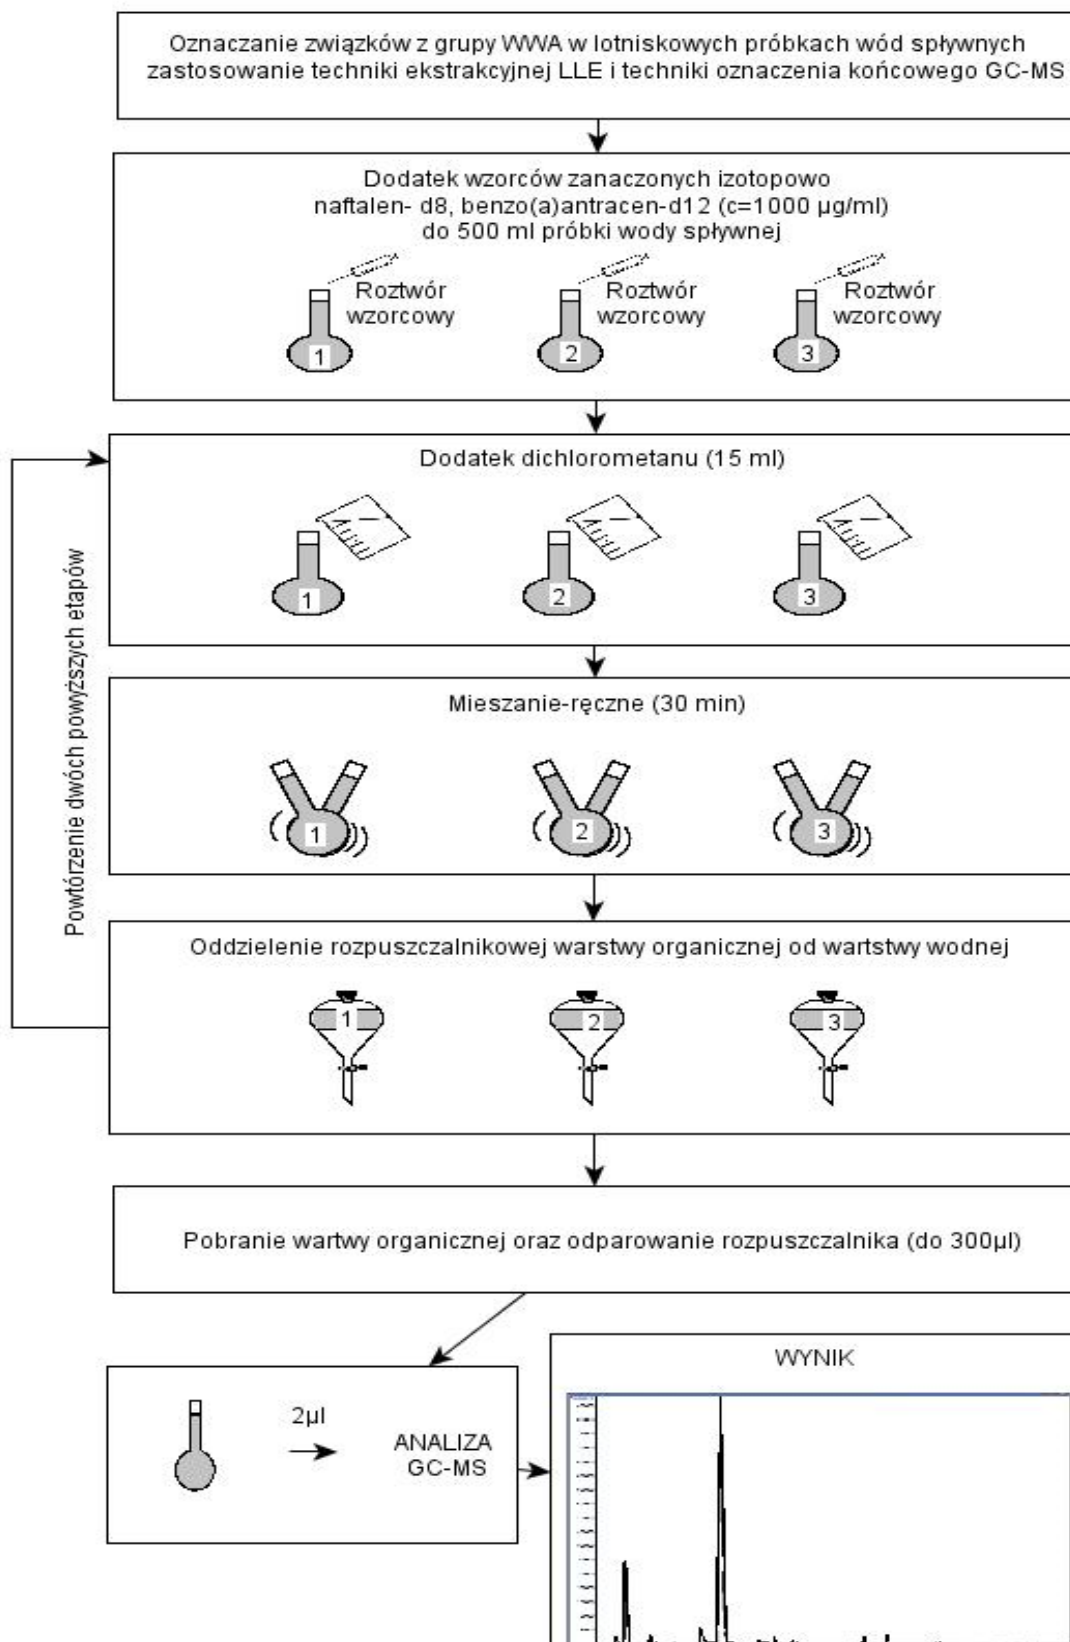 Oznaczanie związków z grupy WWA w lotniskowych próbkach wód spływnych
zastosowanie techniki ekstrakcyjnej LLE i techniki oznaczenia końcowego GC-MS
Dodatek wzorców zanaczonych izotopowo
naftalen- d8, benzo(a)antracen-d12 (c=1000 µg/ml)
do 500 ml próbki wody spływnej
Roztwór
wzorcowy
1
Roztwór
wzorcowy
2
Roztwór
wzorcowy
3
Dodatek dichlorometanu (15 ml)
1
2
3
Powtórzenie dwóch powyższych etapów
Mieszanie-ręczne (30 min)
1
2
3
Oddzielenie rozpuszczalnikowej warstwy organicznej od wartstwy wodnej
1
2
3
Pobranie wartwy organicznej oraz odparowanie rozpuszczalnika (do 300µl)
2µl
ANALIZA
GC-MS
WYNIK